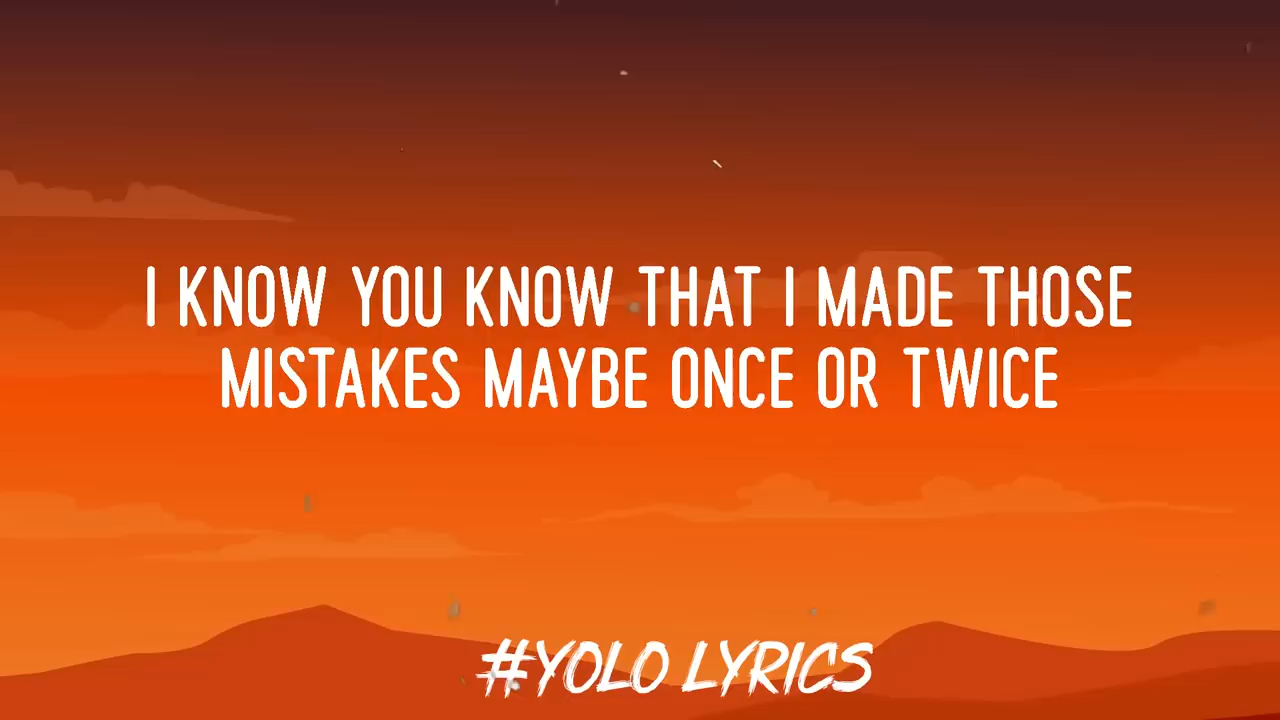 I KNOW YOU KNOW THAT I MADE THOSE
MISTAKES MAYBE ONCE OR TWICE
#YOLO LYRICS